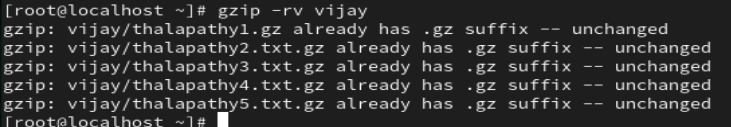 [root@localhost ~]# gzip -rv vijay
gzip: vijay/thalapathy1.gz already has .gz suffix -- unchanged
gzip: vijay/thalapathy2.txt.gz already has .gz suffix -- unchanged
gzip: vijay/thalapathy3.txt.gz already has .gz suffix -- unchanged
gzip: vijay/thalapathy4.txt.gz already has .gz suffix -- unchanged
gzip: vijay/thalapathy5.txt.gz already has .gz suffix -- unchanged
[root@localhost ~]#